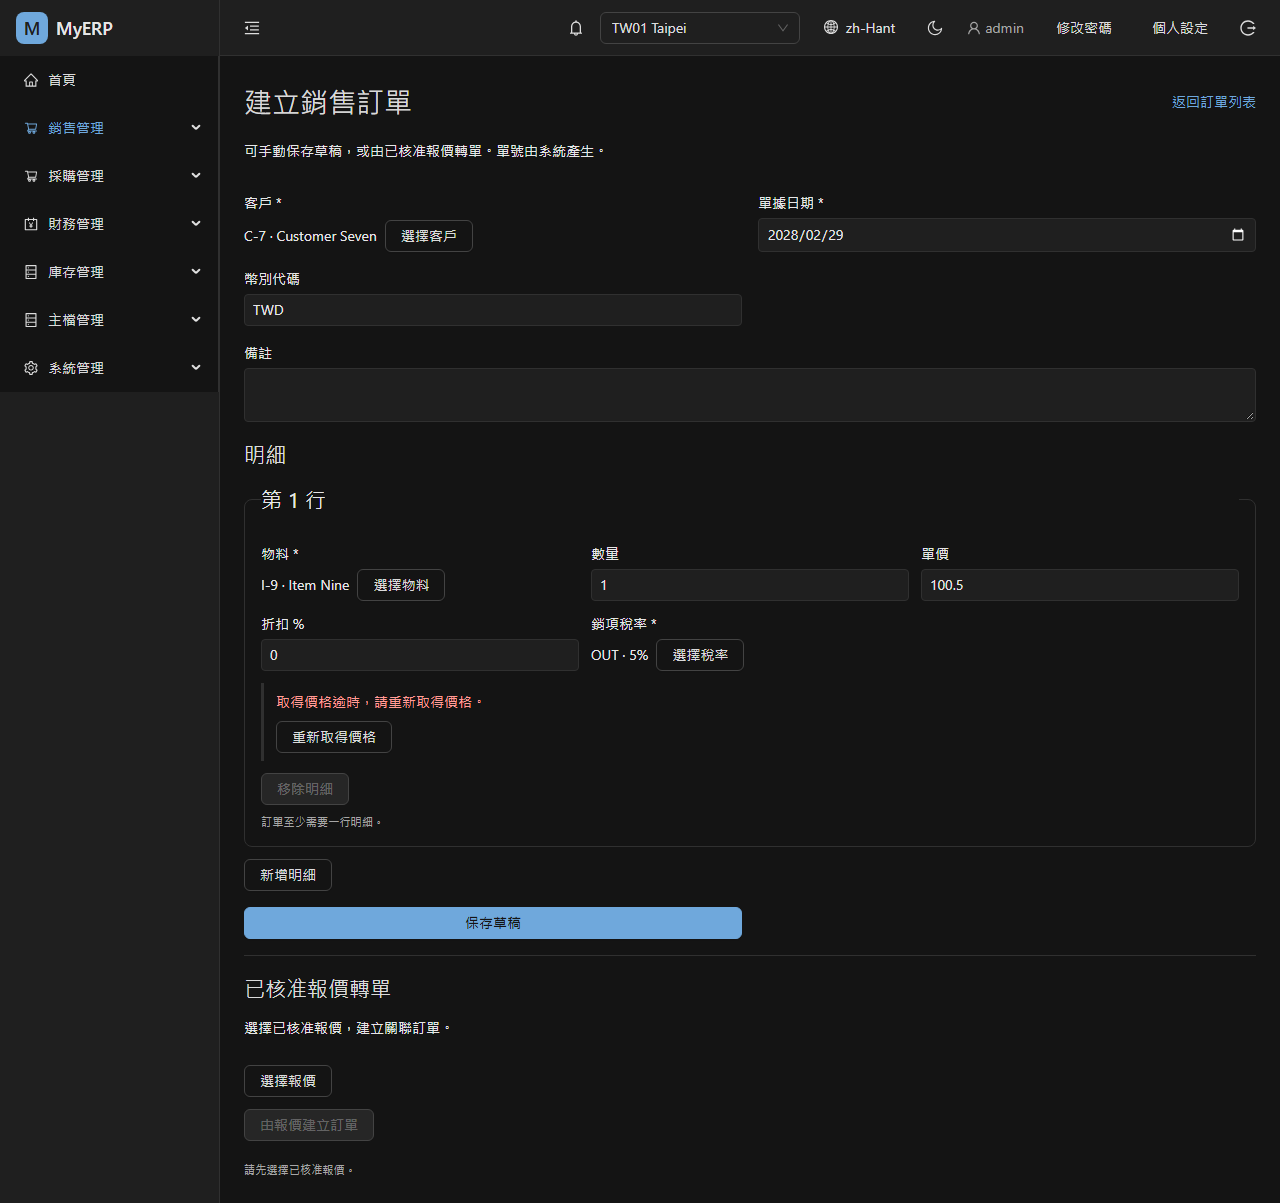 M MyERP
TW01 Taipei
zh-Hant
admin
修改密碼
個人設定
首頁
銷售管理
採購管理
財務管理
庫存管理
主檔管理
系統管理
建立銷售訂單
返回訂單列表
可手動保存草稿，或由已核准報價轉單。單號由系統產生。
客戶 *
C-7 · Customer Seven
選擇客戶
單據日期 *
2028/02/29
幣別代碼
TWD
備註
明細
第 1 行
物料 *
I-9 · Item Nine
選擇物料
數量
1
單價
100.5
折扣 %
0
銷項稅率 *
OUT · 5%
選擇稅率
取得價格逾時，請重新取得價格。
重新取得價格
移除明細
訂單至少需要一行明細。
新增明細
保存草稿
已核准報價轉單
選擇已核准報價，建立關聯訂單。
選擇報價
由報價建立訂單
請先選擇已核准報價。